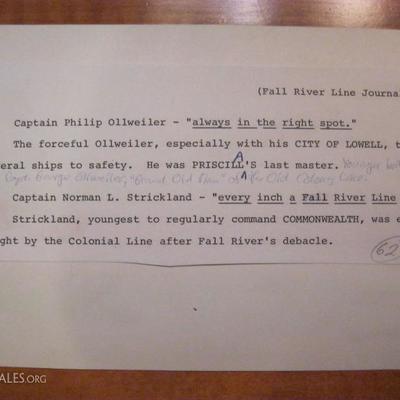 (Fall River Line Journa
Captain Philip Ollweiler - "always in the right spot."
The forceful Ollweiler, especially with his CITY OF LOWELL, t
eral ships to safety. He was PRISCILLA'S last master. Younger
Capt. George Ollweiler, "Grand Old Man" of the Old Colony Line.
Captain Norman L. Strickland - "every inch a Fall River Line
Strickland, youngest to regularly command COMMONWEALTH, was e
ght by the Colonial Line after Fall River's debacle.
62
ALES.ORG